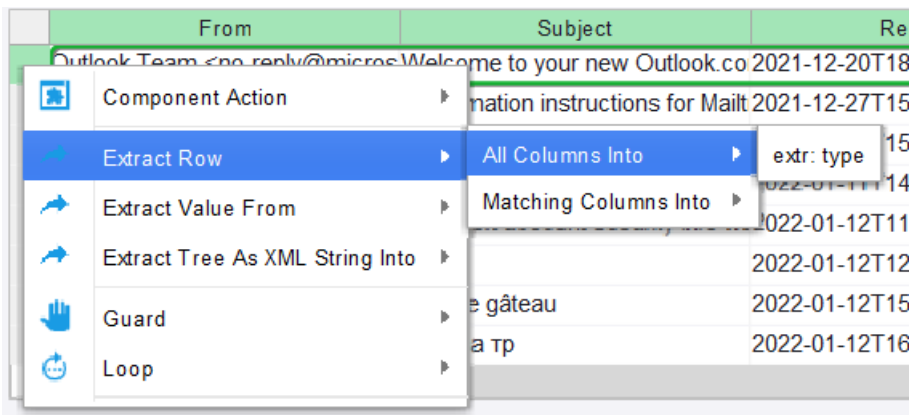 From Subject Re
Outlook Team <no-reply@micros Welcome to your new Outlook.co 2021-12-20T18
Component Action mation instructions for Mailt 2021-12-27T15
Extract Row All Columns Into extr: type 15
14
Extract Value From Matching Columns Into 2022-01-12T11
Extract Tree As XML String Into 2022-01-12T12
Guard e gâteau 2022-01-12T15
а тр 2022-01-12T16
Loop